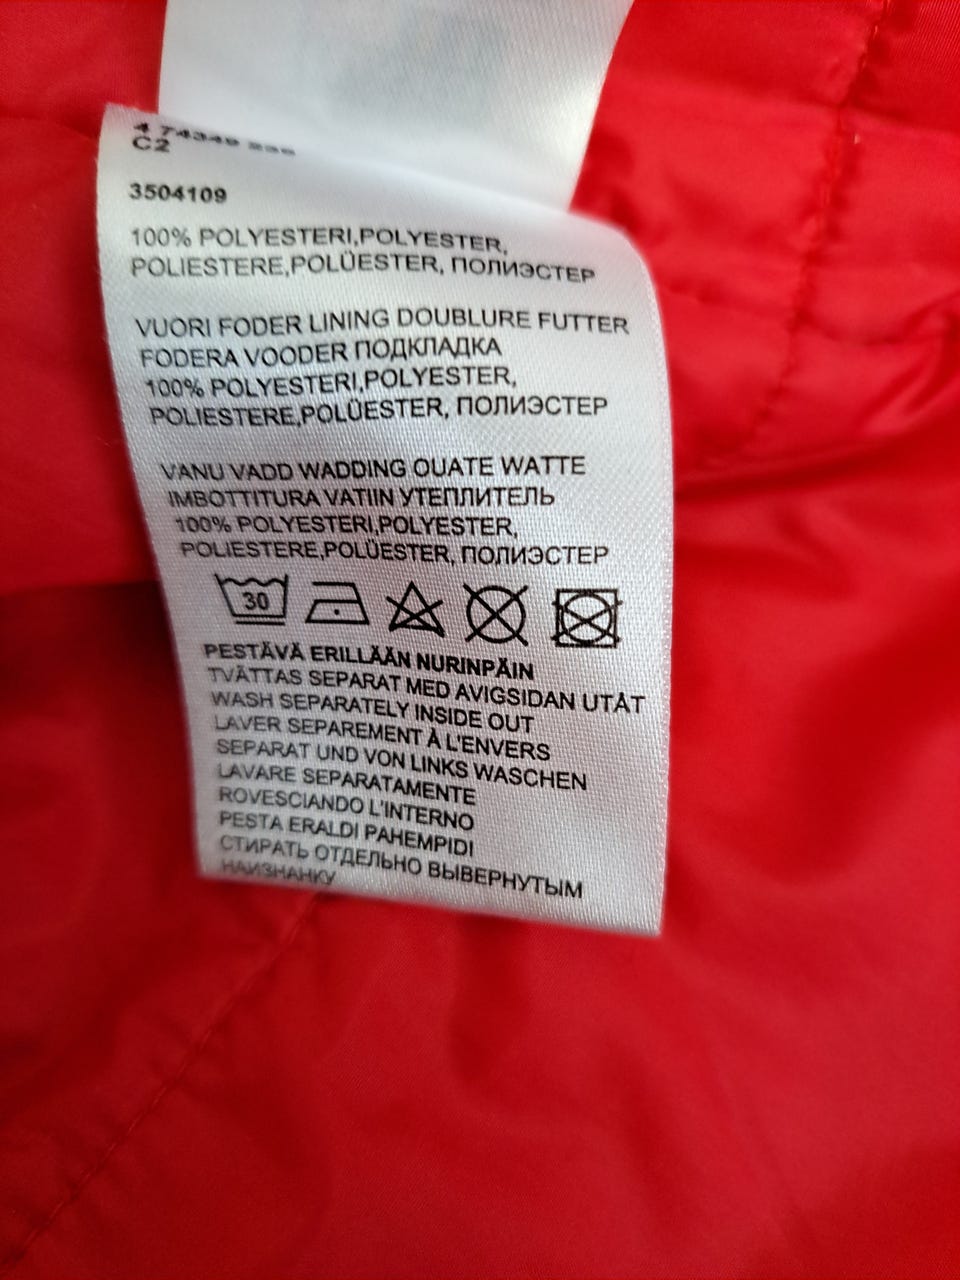 C2
3504109
100% POLYESTERI,POLYESTER,
POLIESTERE,POLÜESTER, ПОЛИЭСТЕР
VUORI FODER LINING DOUBLURE FUTTER
FODERA VOODER ПОДКЛАДКА
100% POLYESTERI,POLYESTER,
POLIESTERE,POLÜESTER, ПОЛИЭСТЕР
VANU VADD WADDING OUATE WATTE
IMBOTTITURA VATIIN УТЕПЛИТЕЛЬ
100% POLYESTERI,POLYESTER,
POLIESTERE,POLÜESTER, ПОЛИЭСТЕР
30
PESTÄVÄ ERILLÄÄN NURINPÄIN
TVÄTTAS SEPARAT MED AVIGSIDAN UTÅT
WASH SEPARATELY INSIDE OUT
LAVER SEPAREMENT À L'ENVERS
SEPARAT UND VON LINKS WASCHEN
LAVARE SEPARATAMENTE
ROVESCIANDO L'INTERNO
PESTA ERALDI PAHEMPIDI
СТИРАТЬ ОТДЕЛЬНО ВЫВЕРНУТЫМ
НАИЗНАНКУ